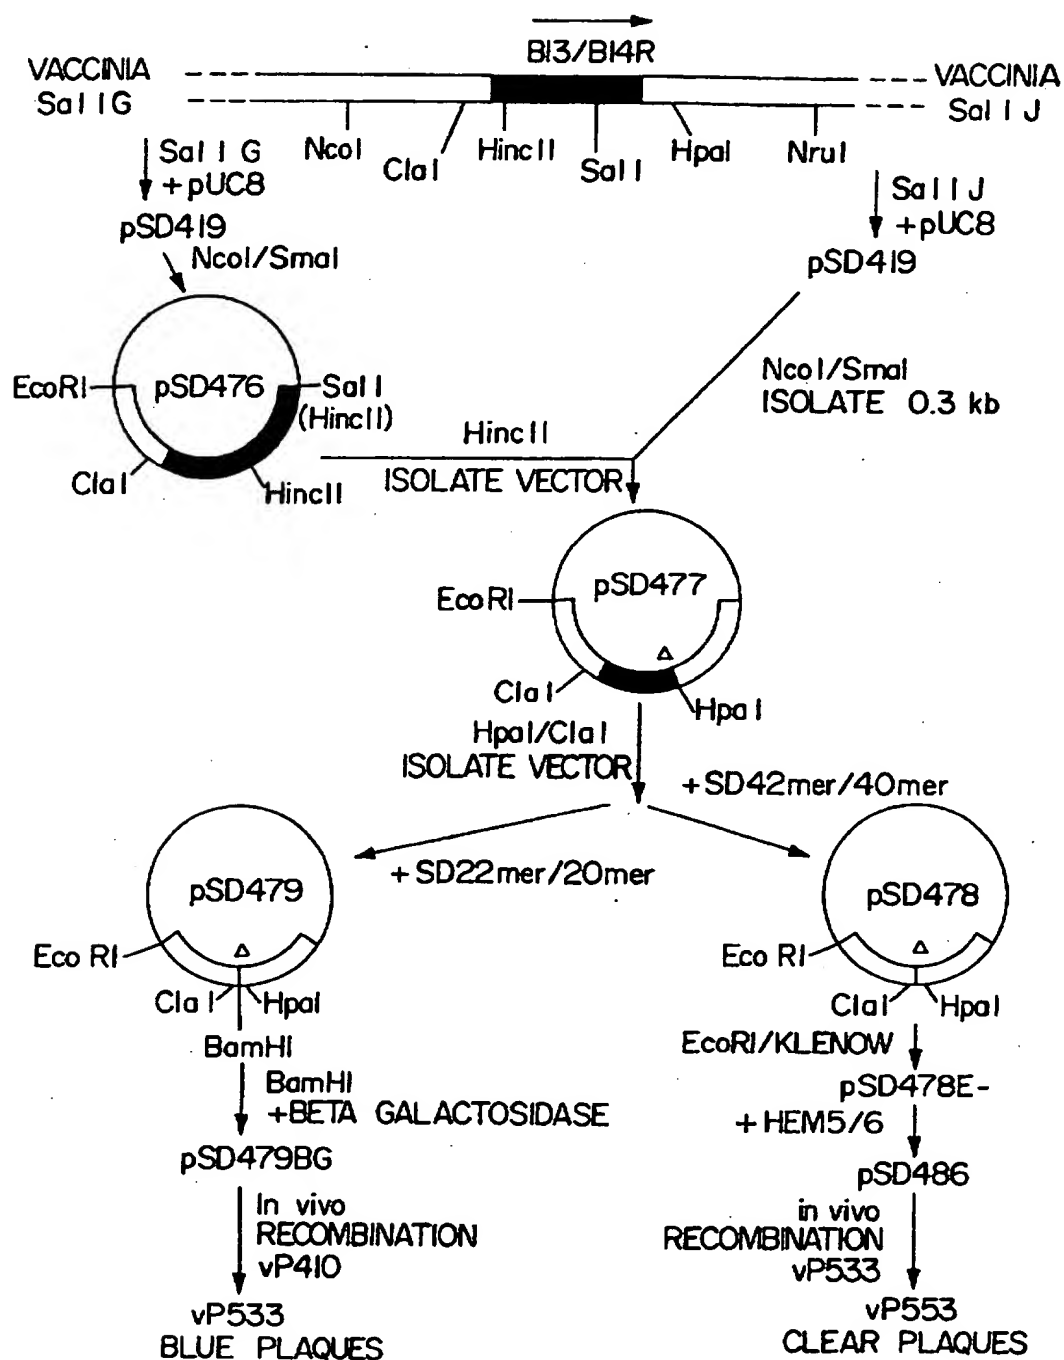 B13/B14R
VACCINIA
Sal I G
VACCINIA
Sal I J
NcoI
ClaI
HincII
SalI
HpaI
NruI
Sal I G
+pUC8
pSD419
NcoI/SmaI
Sal I J
+pUC8
pSD419
EcoRI
pSD476
SalI
(HincII)
ClaI
HincII
NcoI/SmaI
ISOLATE 0.3 kb
HincII
ISOLATE VECTOR
pSD477
EcoRI
Δ
ClaI
HpaI
HpaI/ClaI
ISOLATE VECTOR
+SD42mer/40mer
+SD22mer/20mer
pSD479
Eco RI
Δ
ClaI
HpaI
BamHI
pSD478
Eco RI
Δ
ClaI
HpaI
BamHI
+BETA GALACTOSIDASE
pSD479BG
In vivo
RECOMBINATION
vP410
vP533
BLUE PLAQUES
EcoRI/KLENOW
pSD478E-
+HEM5/6
pSD486
in vivo
RECOMBINATION
vP533
vP553
CLEAR PLAQUES